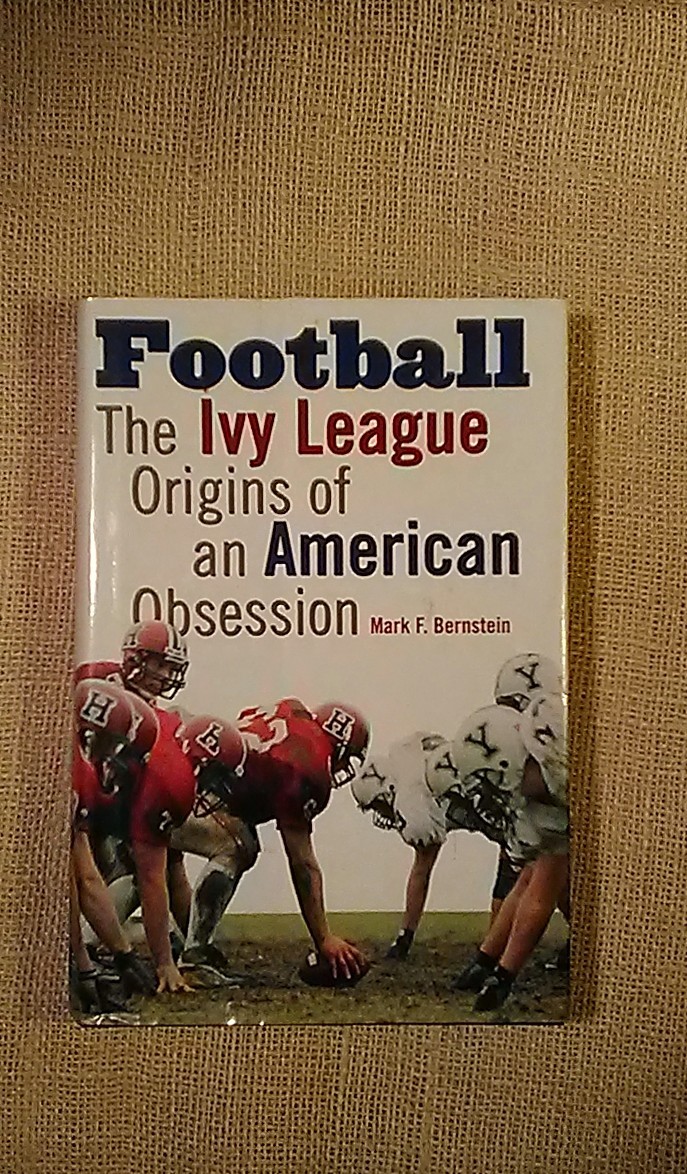 Football
The Ivy League
Origins of
an American
Obsession Mark F. Bernstein
H
H
H
Y
Y
Y
Y